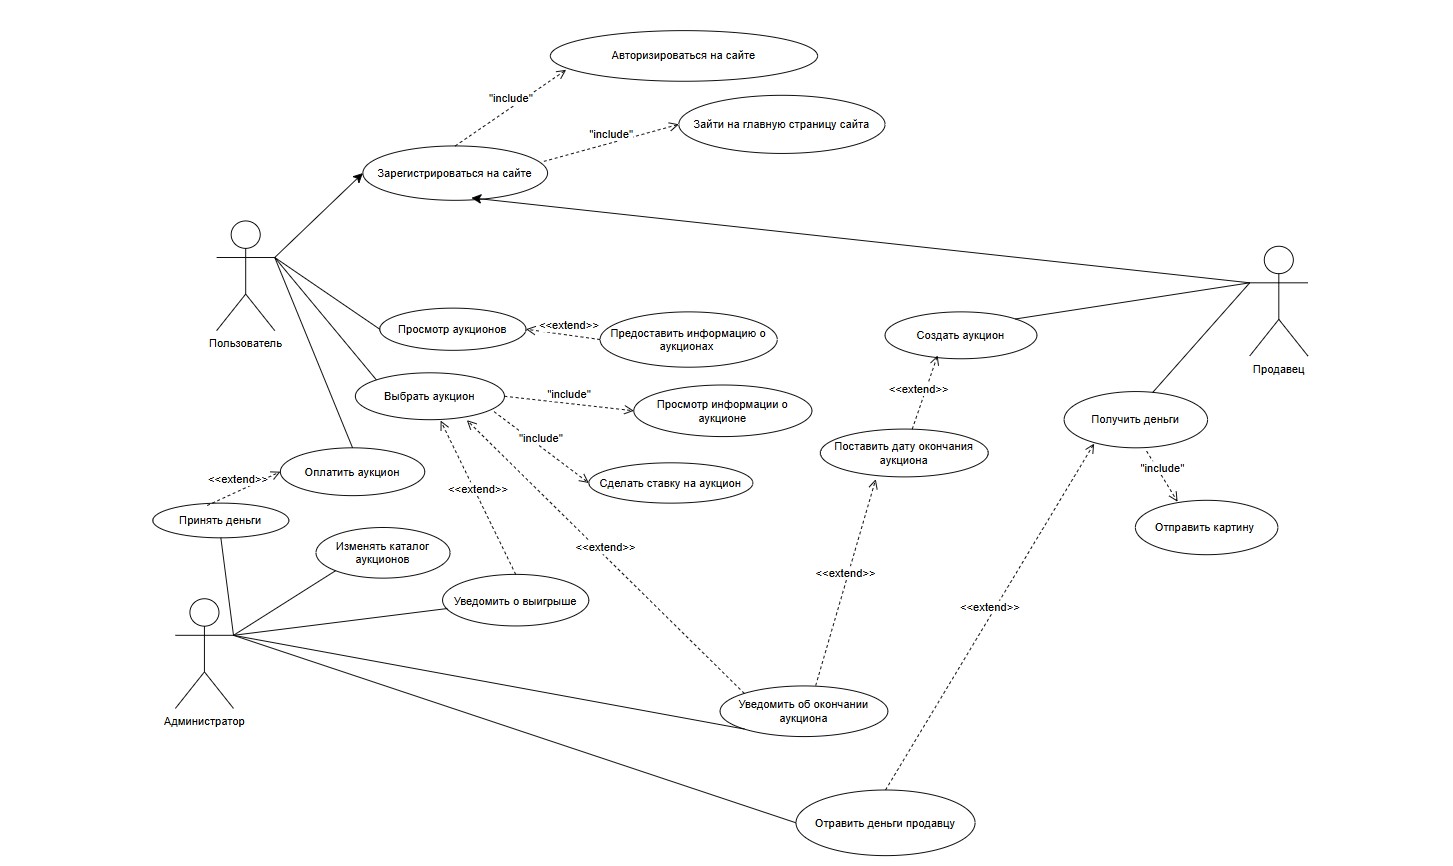 Авторизироваться на сайте
"include"
Зайти на главную страницу сайта
"include"
Зарегистрироваться на сайте
Пользователь
Продавец
Просмотр аукционов
<<extend>>
Предоставить информацию о
аукционах
Создать аукцион
<<extend>>
Выбрать аукцион
"include"
Просмотр информации о
аукционе
Получить деньги
"include"
Поставить дату окончания
аукциона
"include"
Оплатить аукцион
<<extend>>
Сделать ставку на аукцион
<<extend>>
Принять деньги
Отправить картину
Изменять каталог
аукционов
<<extend>>
<<extend>>
Уведомить о выигрыше
<<extend>>
Администратор
Уведомить об окончании
аукциона
Отравить деньги продавцу